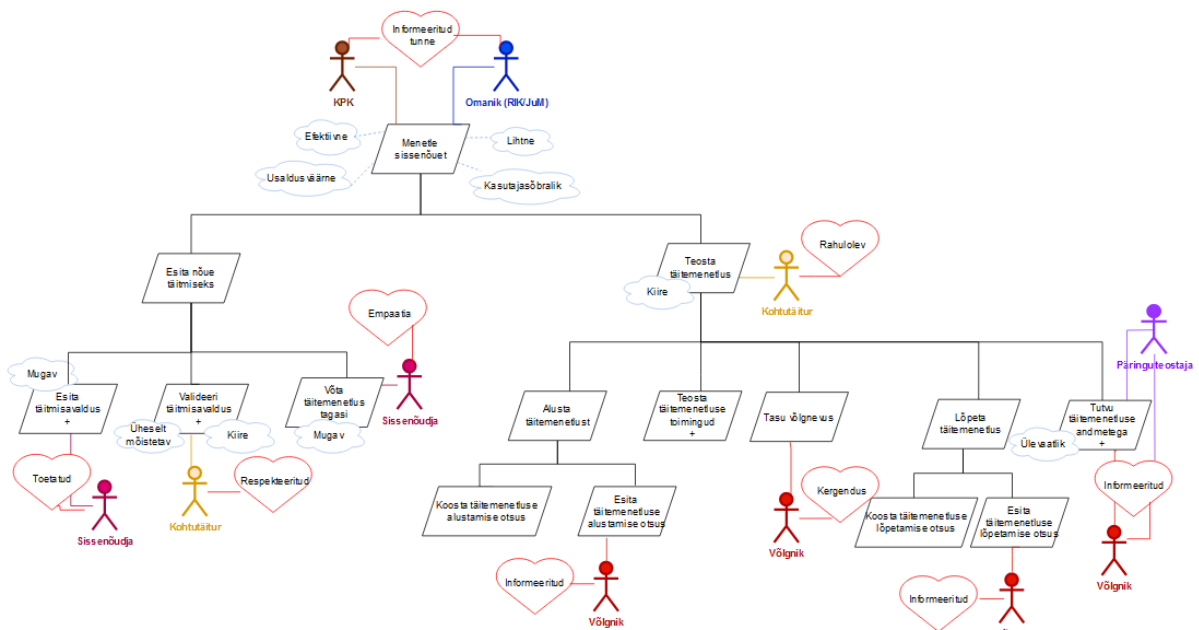 Informeeritud
tunne
KPK
Omanik (RIK/JuM)
Efektiivne
Lihtne
Menetle
sissenõuet
Usaldusväärne
Kasutajasõbralik
Esita nõue
täitmiseks
Teosta
täitemenetlus
Kiire
Rahulolev
Kohtutäitur
Empaatia
Päringuteostaja
Mugav
Esita
täitmisavaldus
+
Valideeri
täitmisavaldus
+
Üheselt
mõistetav
Kiire
Võta
täitemenetlus
tagasi
Mugav
Sissenõudja
Alusta
täitemenetlust
Teosta
täitemenetluse
toimingud
+
Tasu võlgnevus
Lõpeta
täitemenetlus
Tutvu
täitemenetluse
andmetega
+
Ülevaatlik
Toetatud
Sissenõudja
Respekteeritud
Kohtutäitur
Koosta täitemenetluse
alustamise otsus
Esita
täitemenetluse
alustamise otsus
Kergendus
Võlgnik
Koosta täitemenetluse
lõpetamise otsus
Esita
täitemenetluse
lõpetamise otsus
Informeeritud
Võlgnik
Informeeritud
Võlgnik
Informeeritud